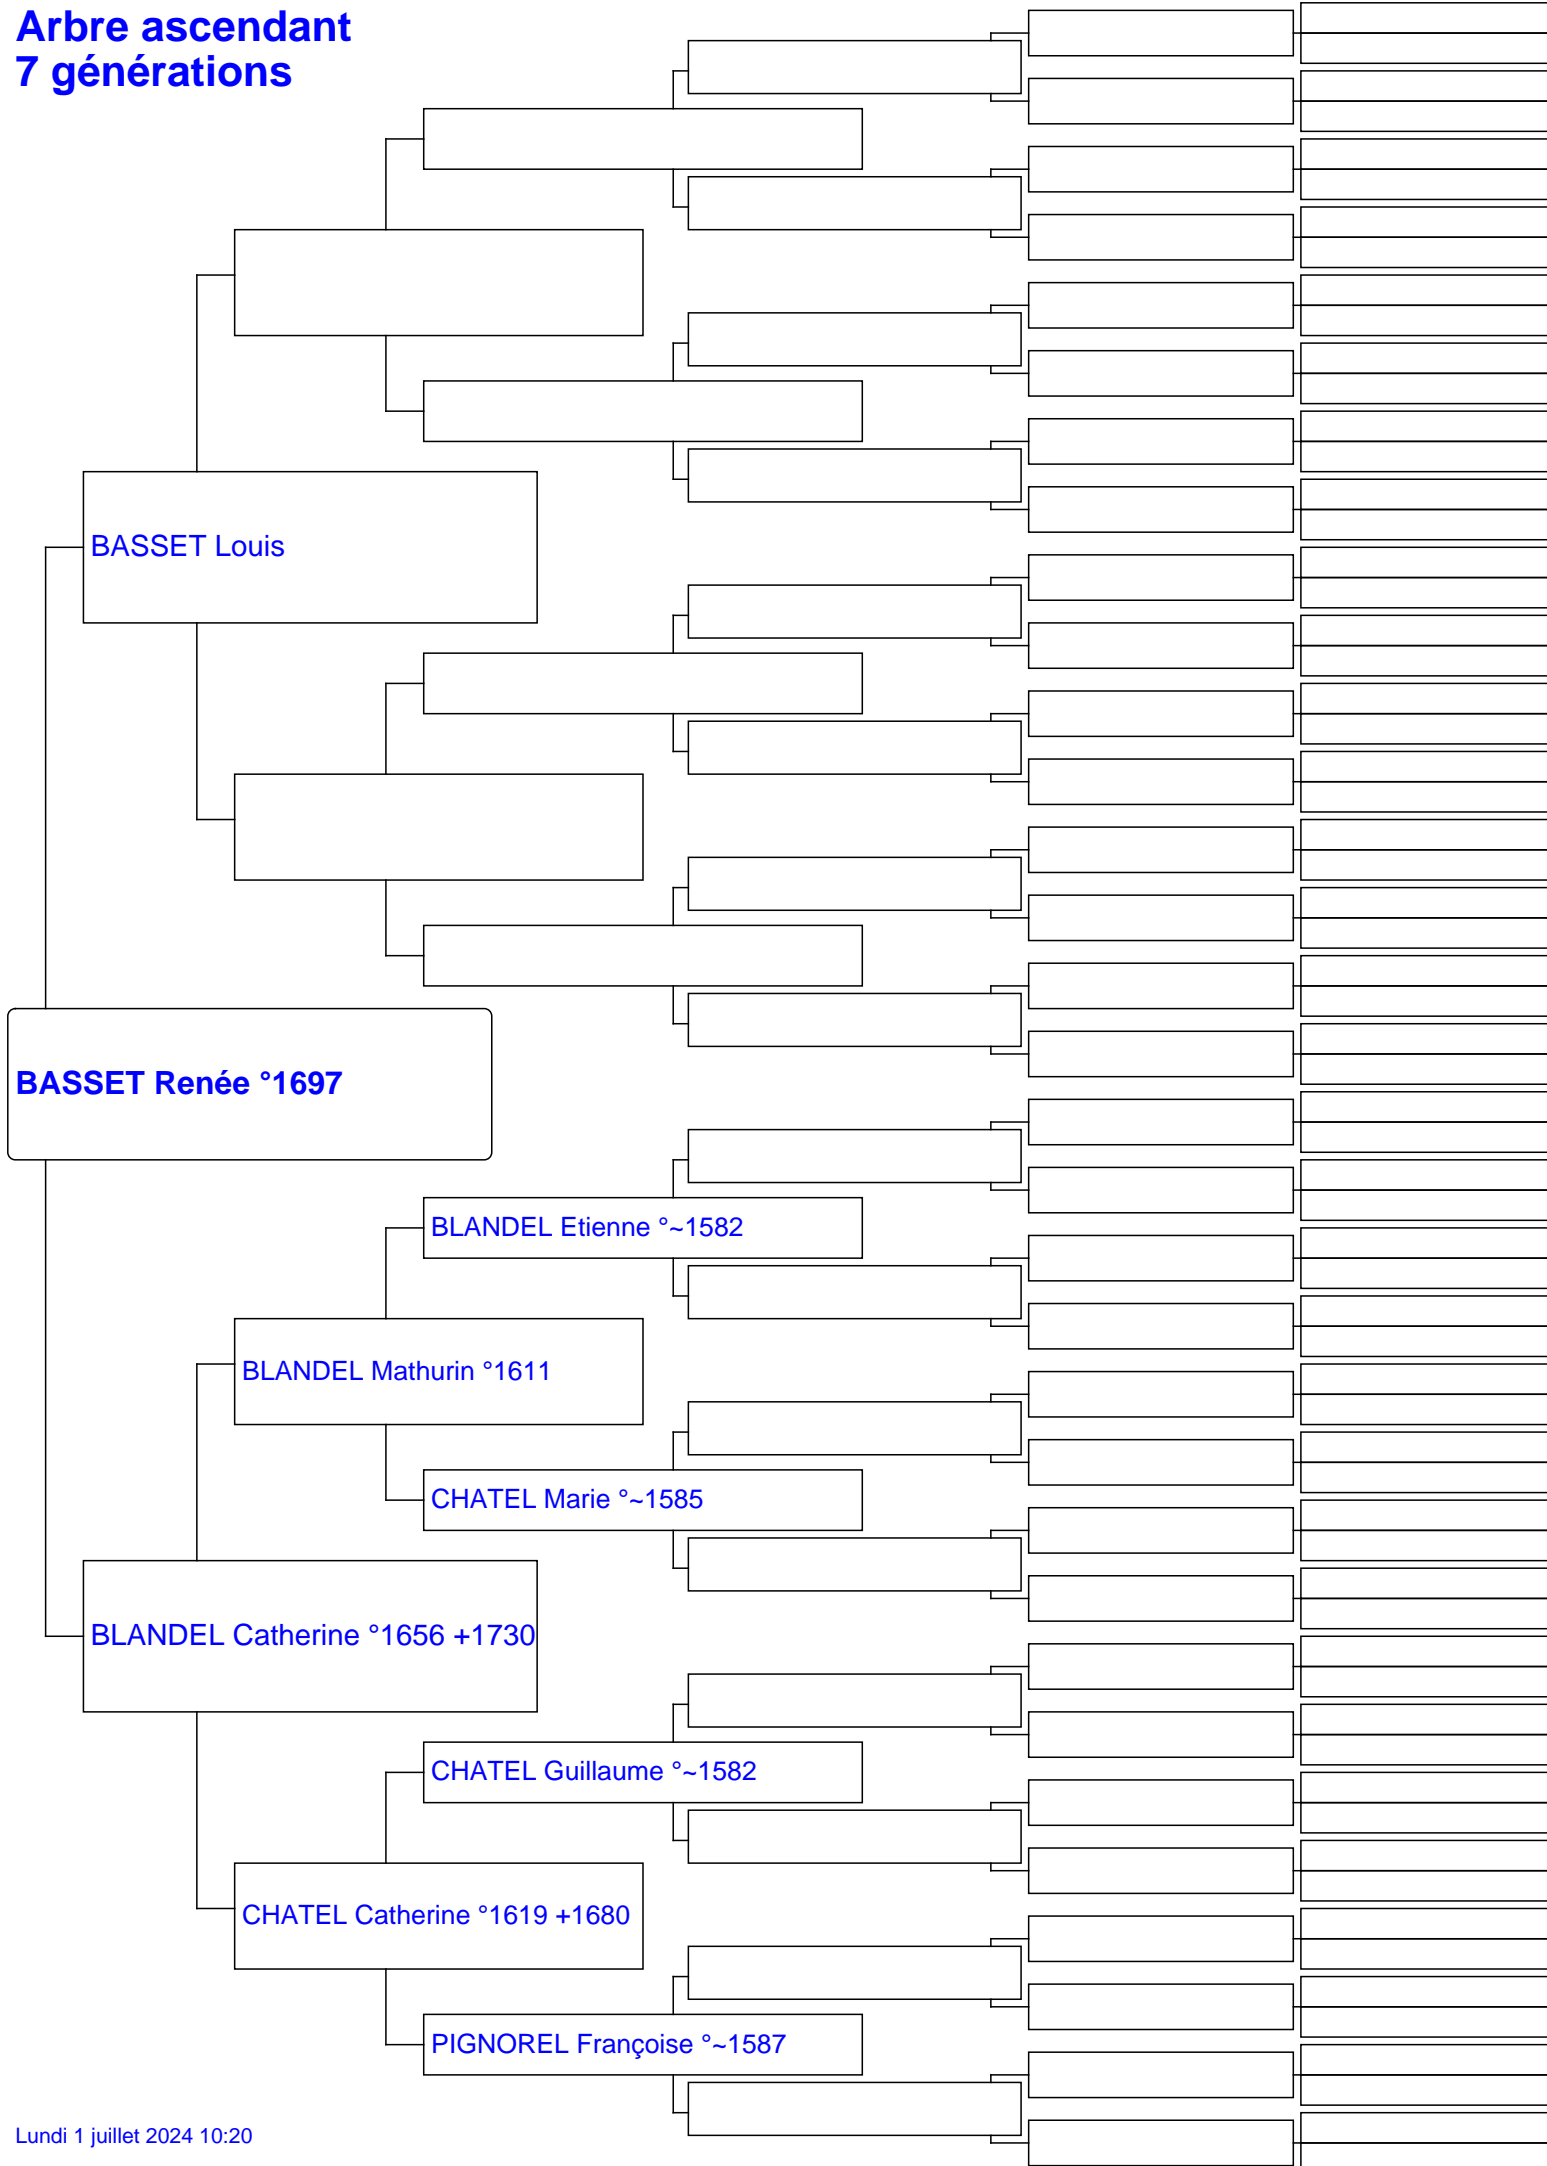 Arbre ascendant
7 générations
BASSET Louis
BASSET Renée °1697
BLANDEL Etienne °~1582
BLANDEL Mathurin °1611
CHATEL Marie °~1585
BLANDEL Catherine °1656 +1730
CHATEL Guillaume °~1582
CHATEL Catherine °1619 +1680
PIGNOREL Françoise °~1587
Lundi 1 juillet 2024 10:20